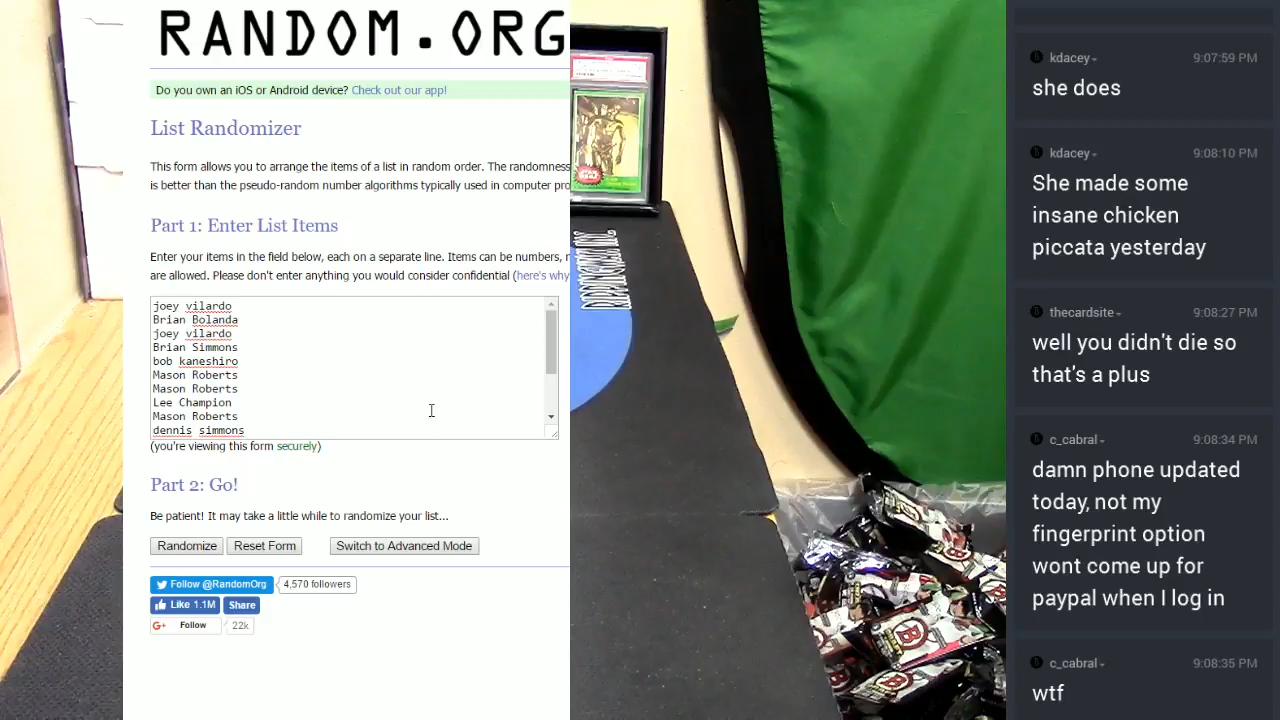 RANDOM.ORG
Do you own an iOS or Android device? Check out our app!
List Randomizer
This form allows you to arrange the items of a list in random order. The randomness
is better than the pseudo-random number algorithms typically used in computer pro
Part 1: Enter List Items
Enter your items in the field below, each on a separate line. Items can be numbers, n
are allowed. Please don't enter anything you would consider confidential (here's why
joey vilardo
Brian Bolanda
joey vilardo
Brian Simmons
bob kaneshiro
Mason Roberts
Mason Roberts
Lee Champion
Mason Roberts
dennis simmons
(you're viewing this form securely)
Part 2: Go!
Be patient! It may take a little while to randomize your list...
Randomize
Reset Form
Switch to Advanced Mode
Follow @RandomOrg
4,570 followers
Like 1.1M
Share
G+ Follow
22k
STAR WARS
kdacey
9:07:59 PM
she does
kdacey
9:08:10 PM
She made some
insane chicken
piccata yesterday
thecardsite
9:08:27 PM
well you didn't die so
that's a plus
c_cabral
9:08:34 PM
damn phone updated
today, not my
fingerprint option
wont come up for
paypal when I log in
c_cabral
9:08:35 PM
wtf